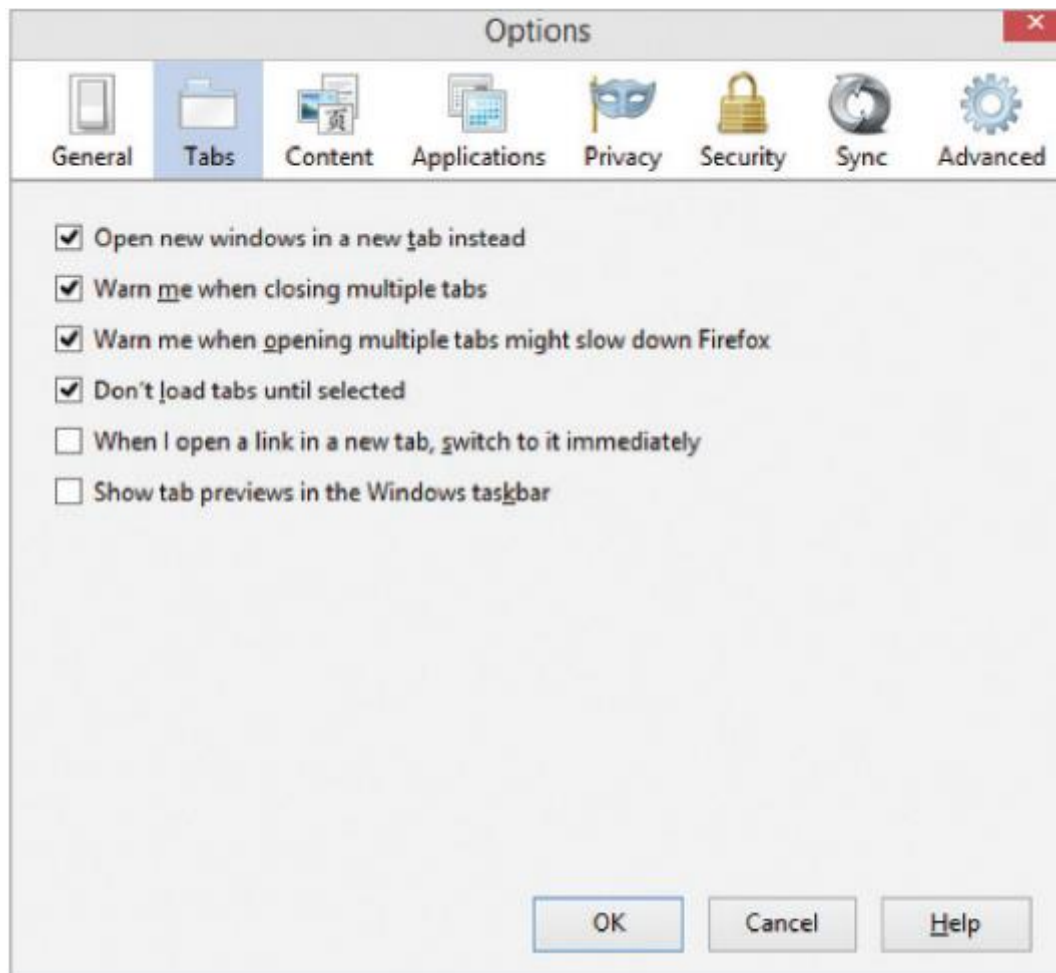 Options
General Tabs Content Applications Privacy Security Sync Advanced
Open new windows in a new tab instead
Warn me when closing multiple tabs
Warn me when opening multiple tabs might slow down Firefox
Don't load tabs until selected
When I open a link in a new tab, switch to it immediately
Show tab previews in the Windows taskbar
OK Cancel Help